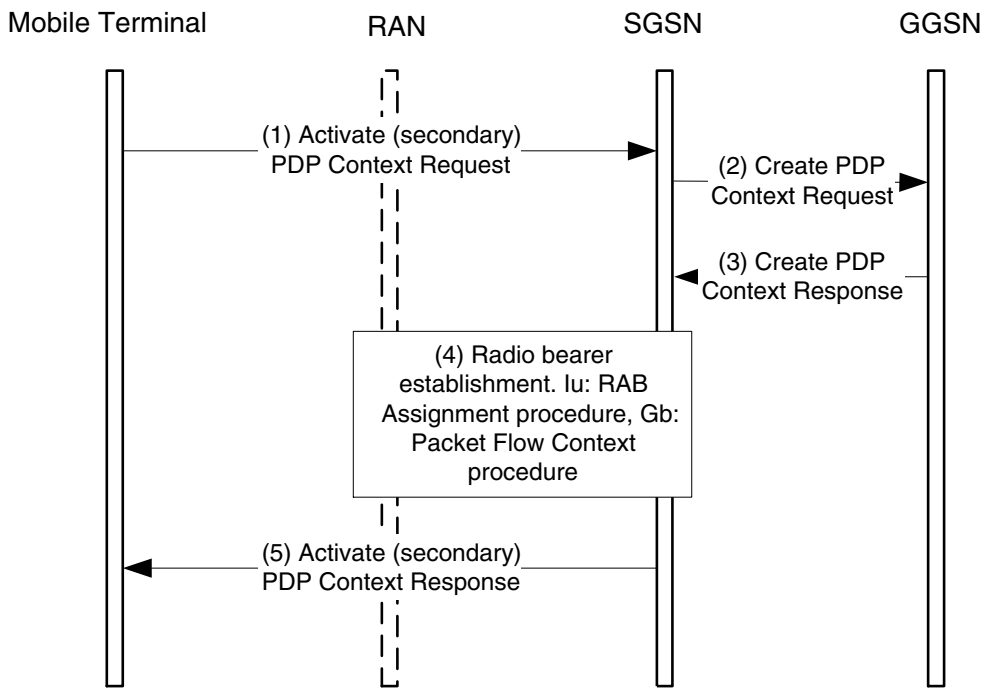 Mobile Terminal
RAN
SGSN
GGSN
(1) Activate (secondary)
PDP Context Request
(2) Create PDP
Context Request
(3) Create PDP
Context Response
(4) Radio bearer
establishment. Iu: RAB
Assignment procedure, Gb:
Packet Flow Context
procedure
(5) Activate (secondary)
PDP Context Response